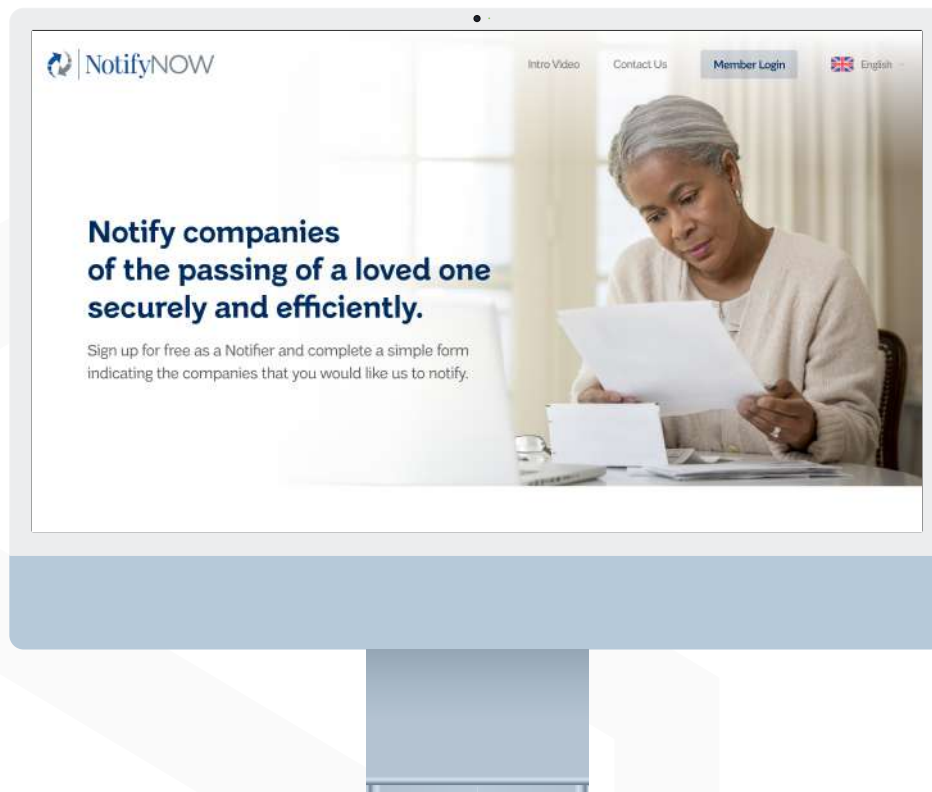 NotifyNOW
Intro Video
Contact Us
Member Login
English
Notify companies
of the passing of a loved one
securely and efficiently.
Sign up for free as a Notifier and complete a simple form
indicating the companies that you would like us to notify.